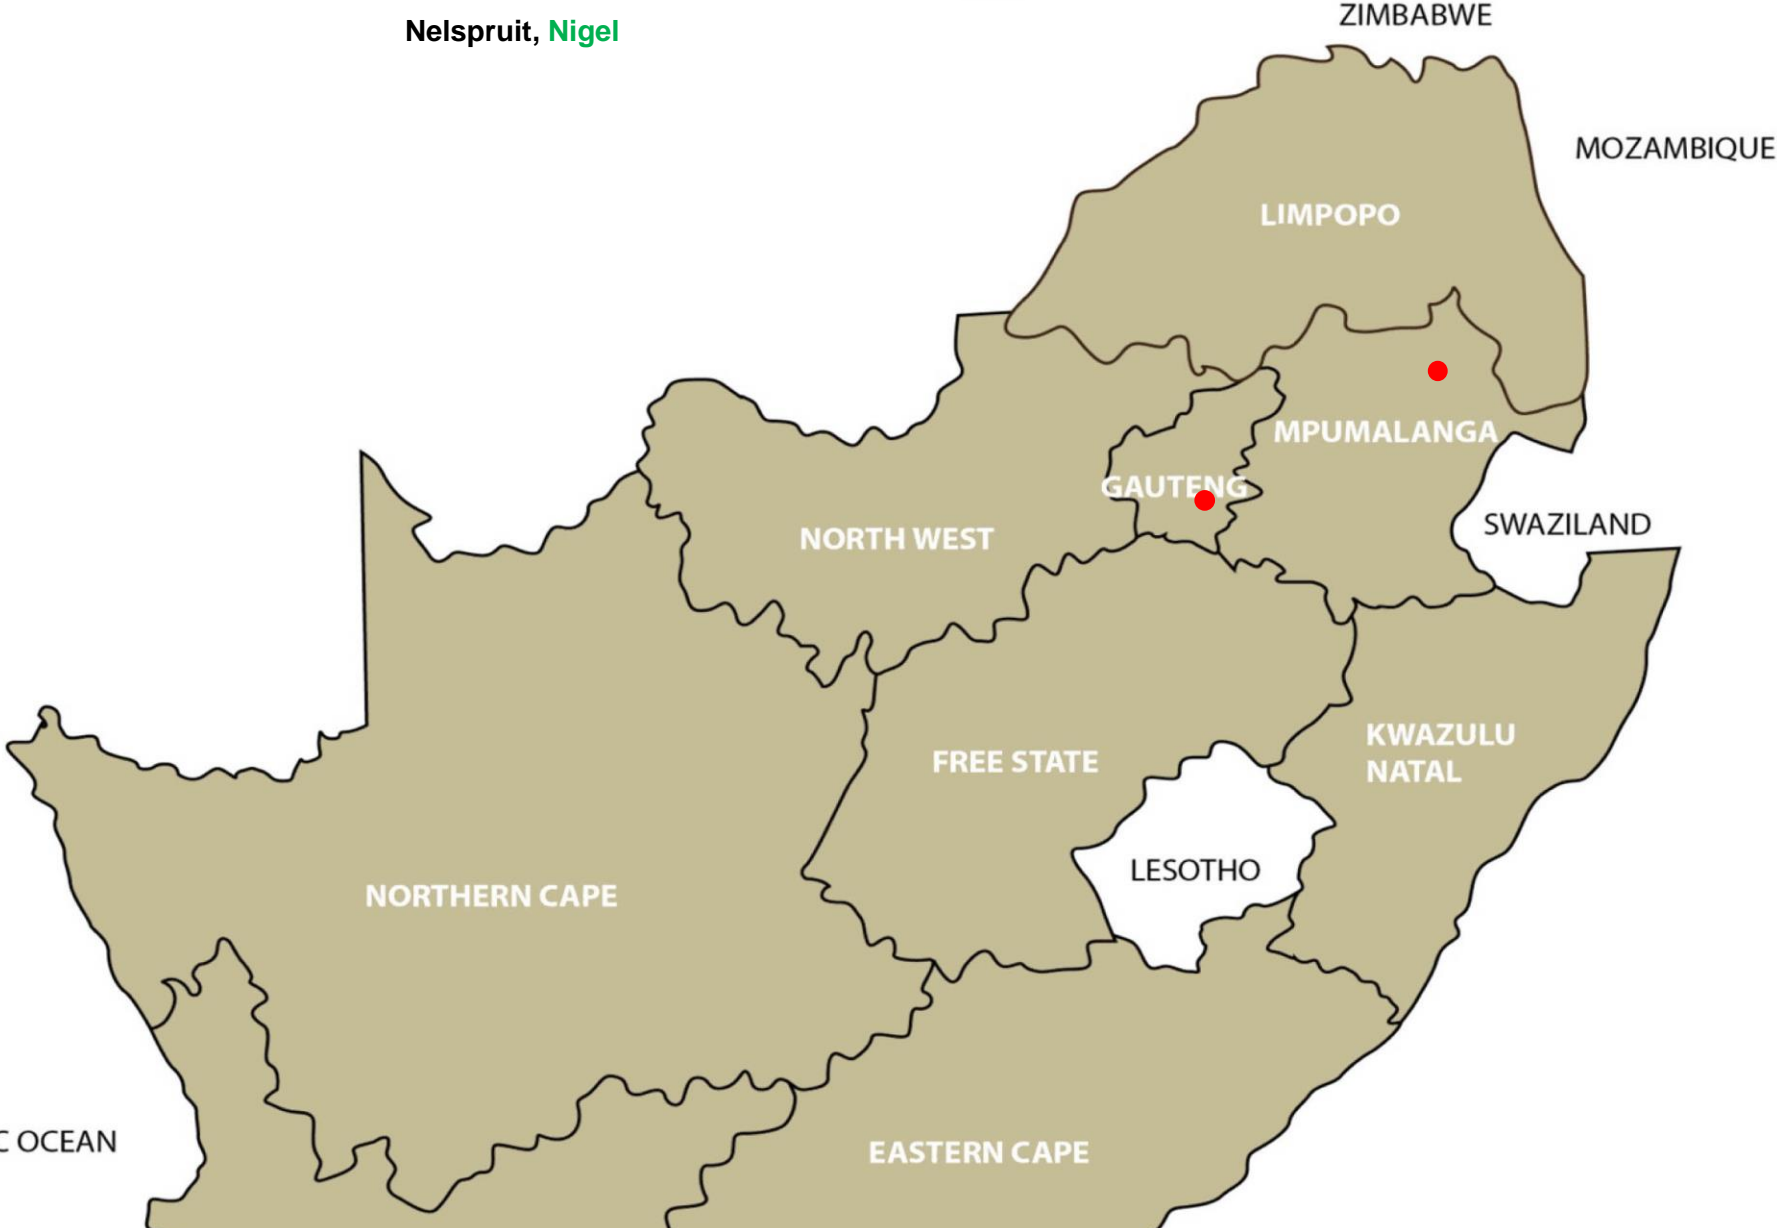 ZIMBABWE
Nelspruit, Nigel
MOZAMBIQUE
LIMPOPO
MPUMALANGA
GAUTENG
SWAZILAND
NORTH WEST
KWAZULU
NATAL
FREE STATE
LESOTHO
NORTHERN CAPE
C OCEAN
EASTERN CAPE